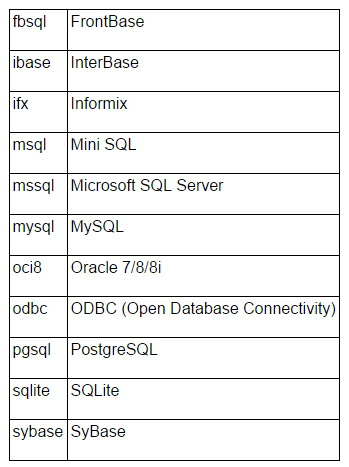 fbsql FrontBase
ibase InterBase
ifx Informix
msql Mini SQL
mssql Microsoft SQL Server
mysql MySQL
oci8 Oracle 7/8/8i
odbc ODBC (Open Database Connectivity)
pgsql PostgreSQL
sqlite SQLite
sybase SyBase